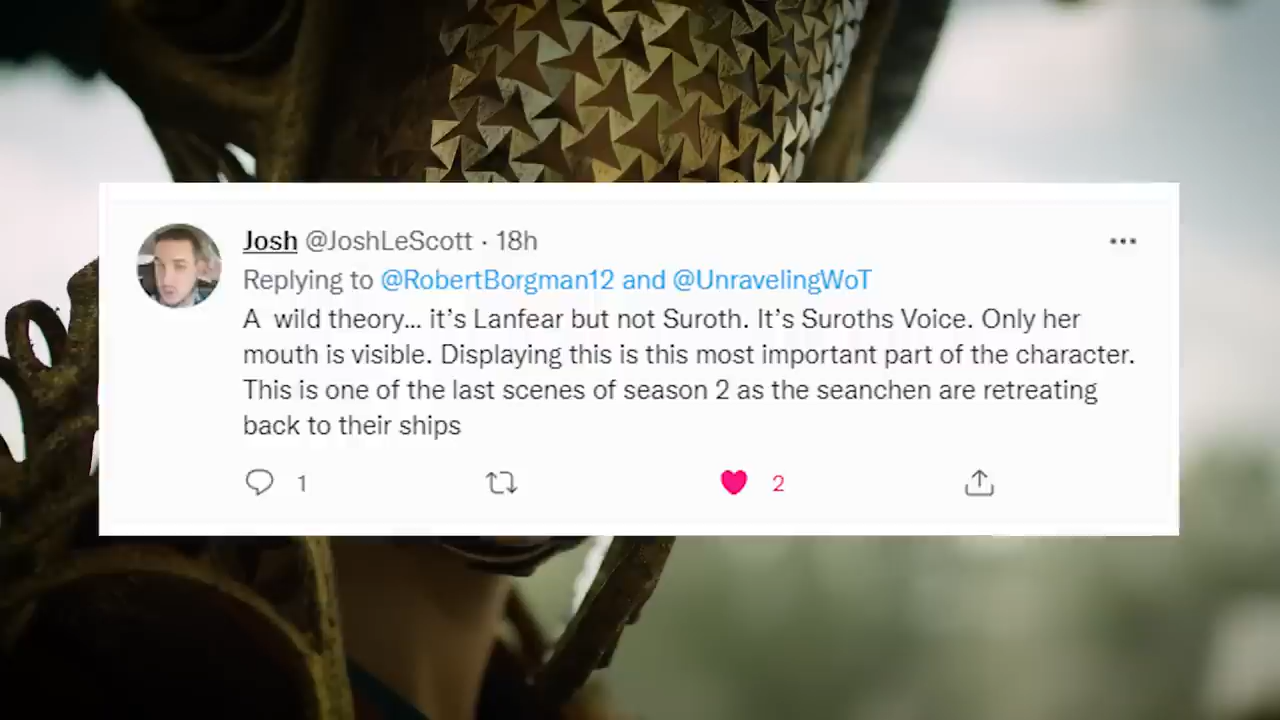 Josh @JoshLeScott · 18h
Replying to @RobertBorgman12 and @UnravelingWoT
A  wild theory... it’s Lanfear but not Suroth. It’s Suroths Voice. Only her
mouth is visible. Displaying this is this most important part of the character.
This is one of the last scenes of season 2 as the seanchen are retreating
back to their ships
1 2